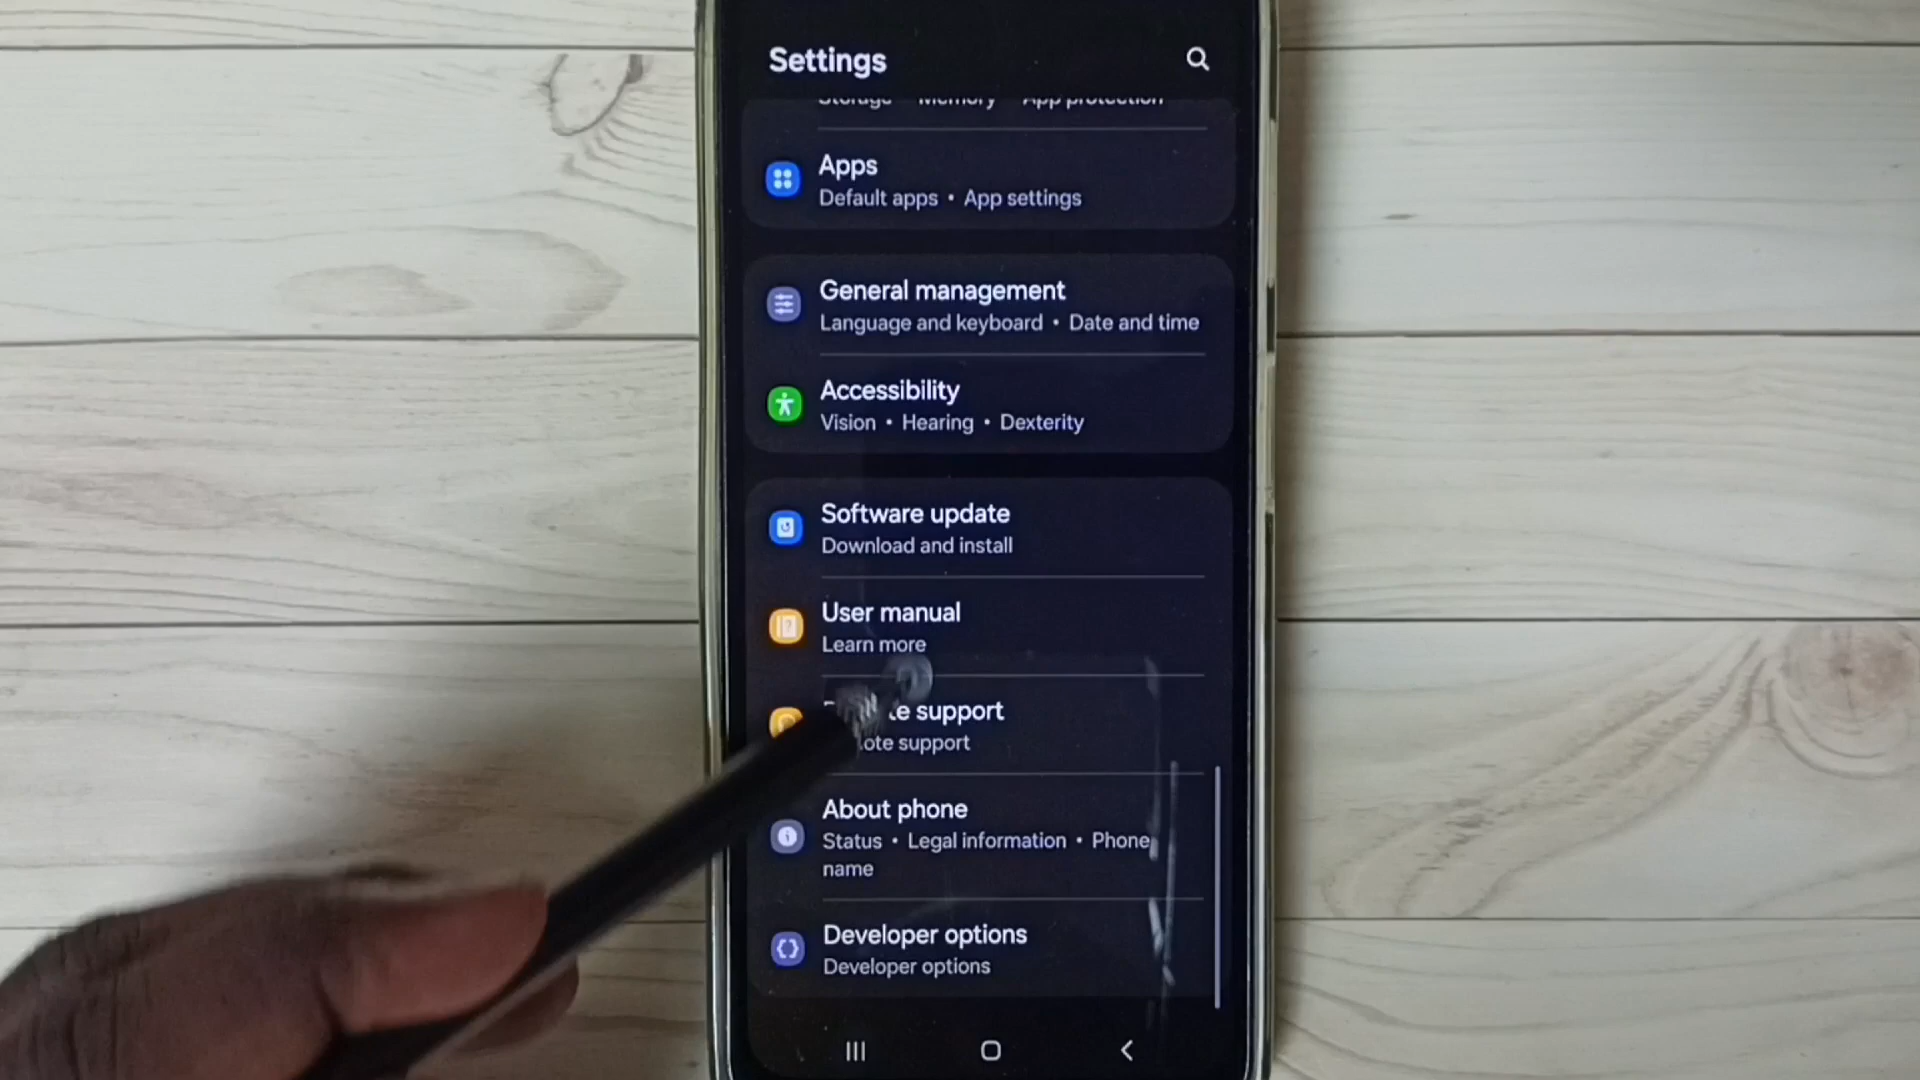 Settings
Storage Memory App protection
Apps
Default apps • App settings
General management
Language and keyboard • Date and time
Accessibility
Vision • Hearing • Dexterity
Software update
Download and install
User manual
Learn more
support
support
About phone
Status • Legal information • Phone
name
Developer options
Developer options